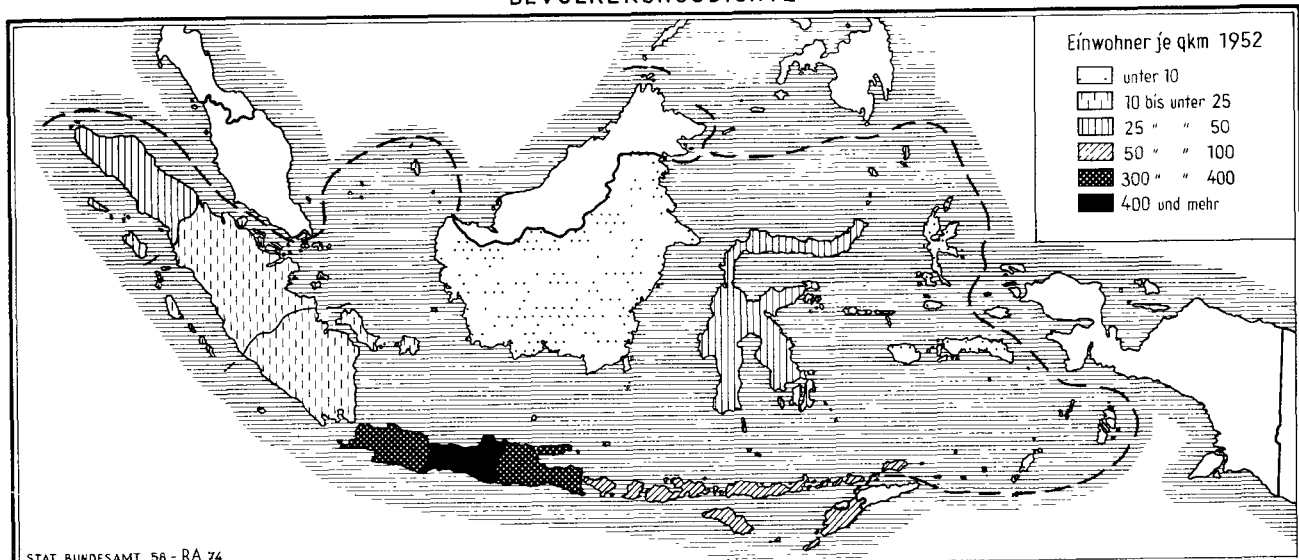 BEVÖLKERUNGSDICHTE
Einwohner je qkm 1952
unter 10
10 bis unter 25
25 " " 50
50 " " 100
300 " " 400
400 und mehr
STAT. BUNDESAMT 58 - RA 74